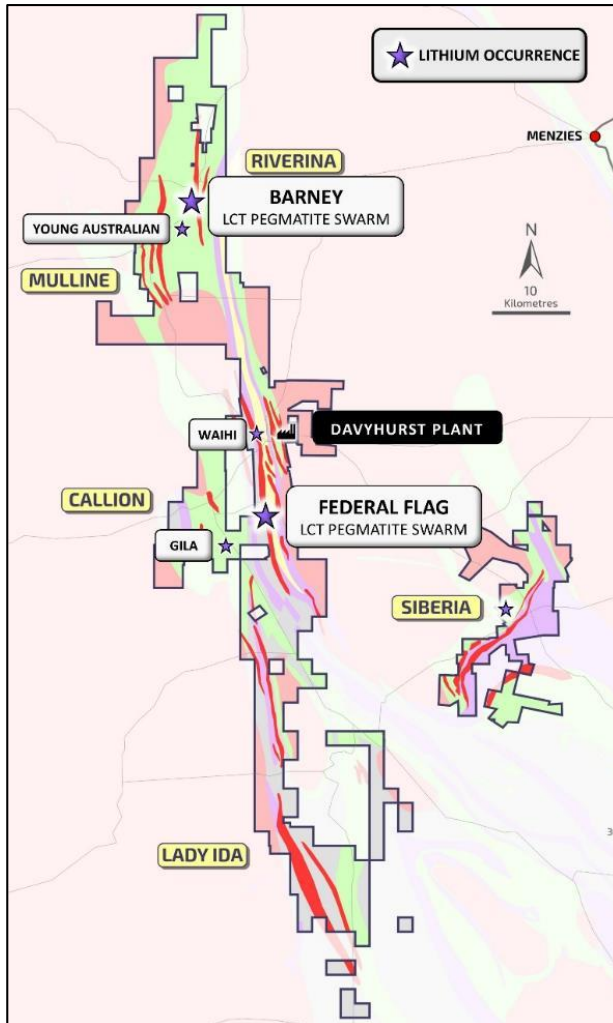 LITHIUM OCCURRENCE
MENZIES
RIVERINA
BARNEY
LCT PEGMATITE SWARM
YOUNG AUSTRALIAN
N
MULLINE
10
Kilometres
WAIHI
DAVYHURST PLANT
CALLION
FEDERAL FLAG
LCT PEGMATITE SWARM
GILA
SIBERIA
3
LADY IDA